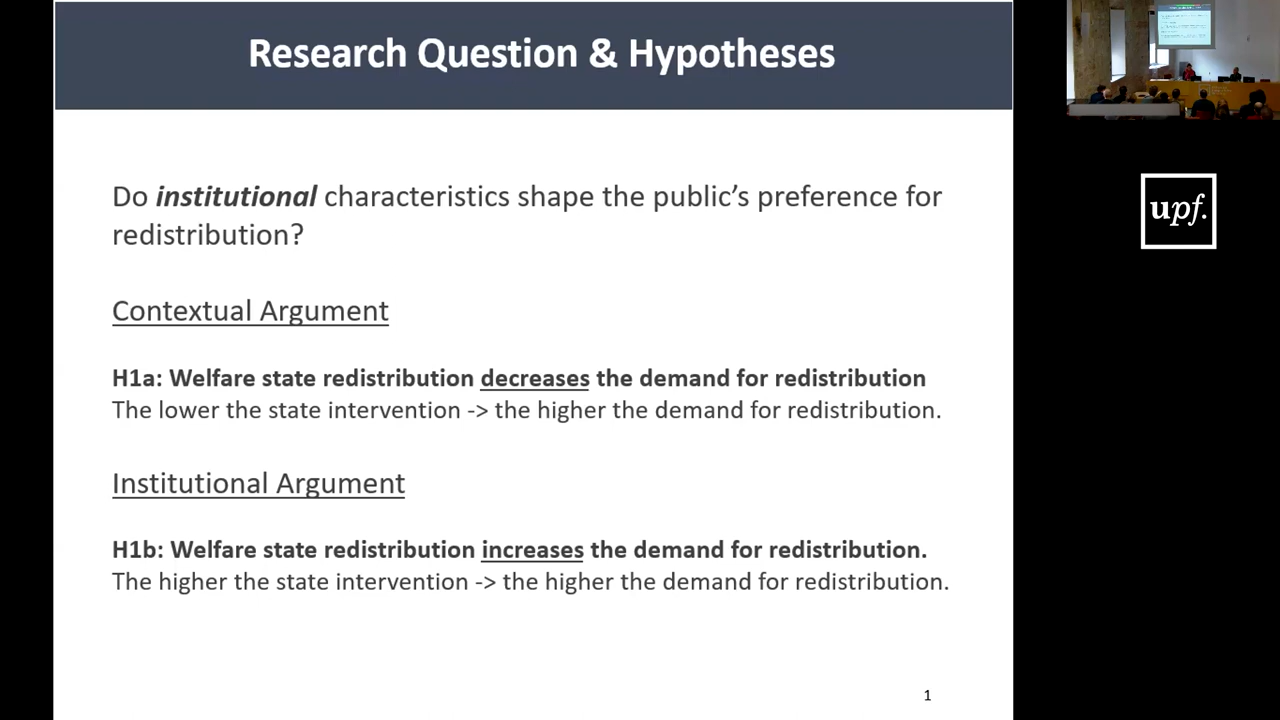 Research Question & Hypotheses
Do institutional characteristics shape the public’s preference for
redistribution?
Contextual Argument
H1a: Welfare state redistribution decreases the demand for redistribution
The lower the state intervention -> the higher the demand for redistribution.
Institutional Argument
H1b: Welfare state redistribution increases the demand for redistribution.
The higher the state intervention -> the higher the demand for redistribution.
1
upf.